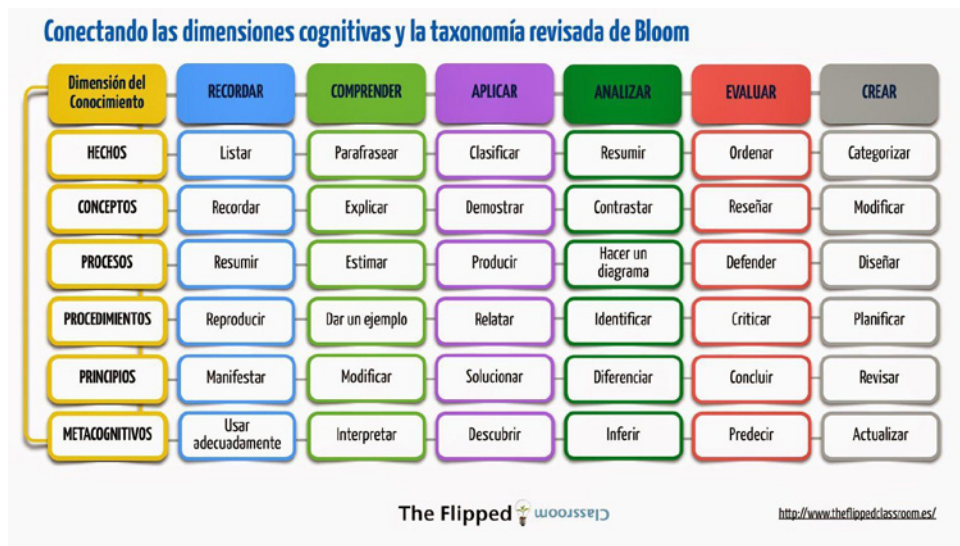 Conectando las dimensiones cognitivas y la taxonomía revisada de Bloom
Dimensión del
Conocimiento
RECORDAR
COMPRENDER
APLICAR
ANALIZAR
EVALUAR
CREAR
HECHOS
Listar
Parafrasear
Clasificar
Resumir
Ordenar
Categorizar
CONCEPTOS
Recordar
Explicar
Demostrar
Contrastar
Reseñar
Modificar
PROCESOS
Resumir
Estimar
Producir
Hacer un
diagrama
Defender
Diseñar
PROCEDIMIENTOS
Reproducir
Dar un ejemplo
Relatar
Identificar
Criticar
Planificar
PRINCIPIOS
Manifestar
Modificar
Solucionar
Diferenciar
Concluir
Revisar
METACOGNITIVOS
Usar
adecuadamente
Interpretar
Descubrir
Inferir
Predecir
Actualizar
The Flipped Classroom
http://www.theflippedclassroom.es/